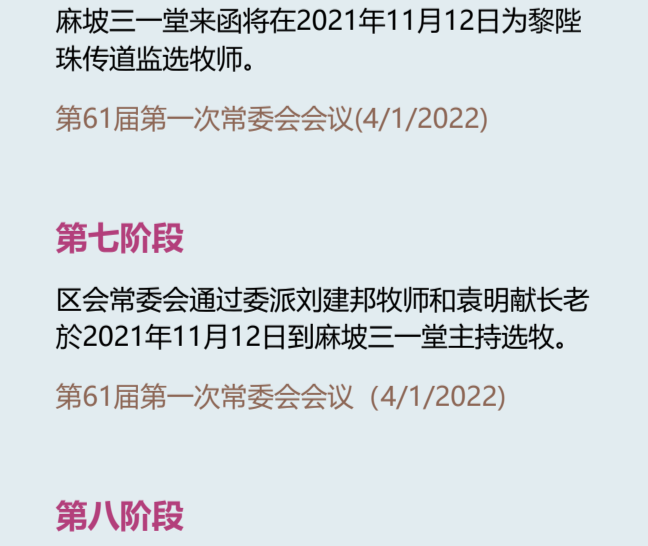 麻坡三一堂来函将在2021年11月12日为黎陛
珠传道监选牧师。
第61届第一次常委会会议(4/1/2022)
第七阶段
区会常委会通过委派刘建邦牧师和袁明献长老
於2021年11月12日到麻坡三一堂主持选牧。
第61届第一次常委会会议（4/1/2022)
第八阶段